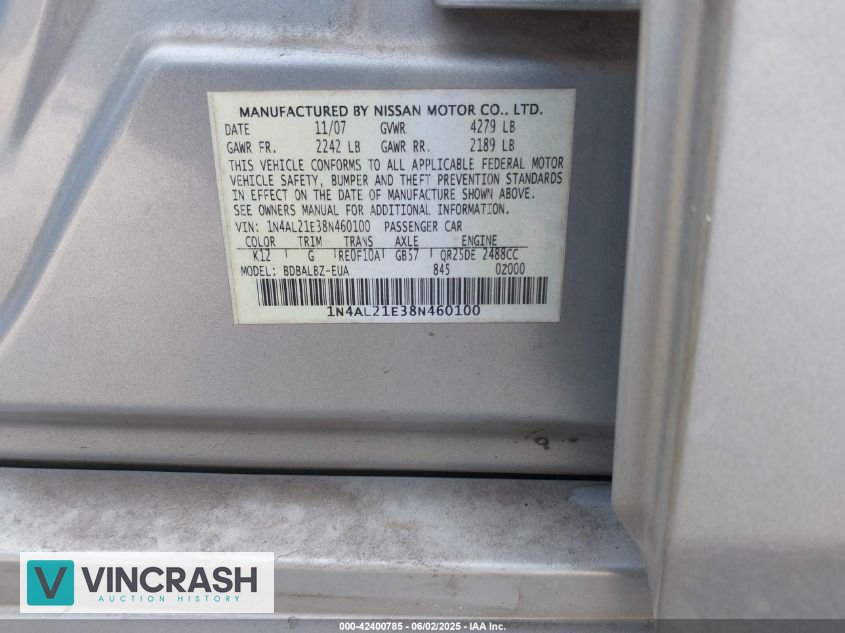 MANUFACTURED BY NISSAN MOTOR CO., LTD.
DATE 11/07 GVWR 4279 LB
GAWR FR. 2242 LB GAWR RR. 2189 LB
THIS VEHICLE CONFORMS TO ALL APPLICABLE FEDERAL MOTOR
VEHICLE SAFETY, BUMPER AND THEFT PREVENTION STANDARDS
IN EFFECT ON THE DATE OF MANUFACTURE SHOWN ABOVE.
SEE OWNERS MANUAL FOR ADDITIONAL INFORMATION.
VIN: 1N4AL21E38N460100 PASSENGER CAR
COLOR TRIM TRANS AXLE ENGINE
K12 G RE0F10A GB57 QR25DE 2488CC
MODEL: BDBALBZ-EUA 845 0Z000
1N4AL21E38N460100
V VINCRASH
AUCTION HISTORY
000-42400785 - 06/02/2025 - IAA Inc.